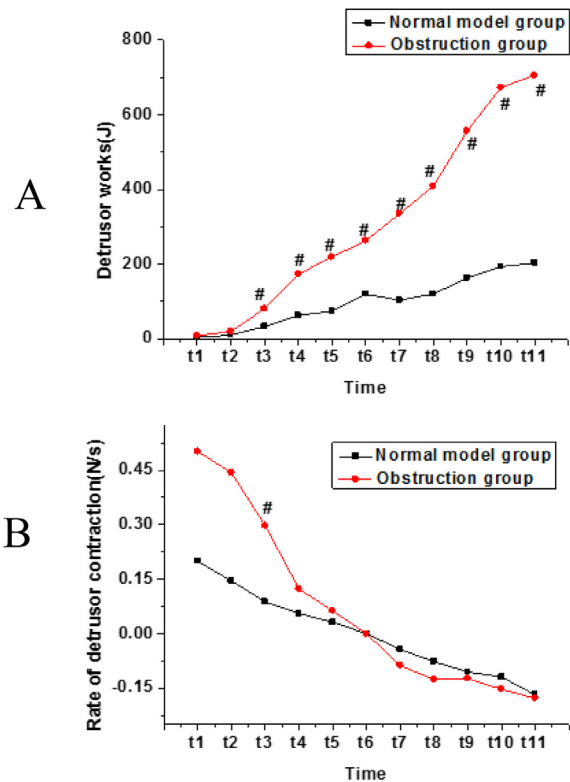 Normal model group
Obstruction group
A
Detrusor works(J)
800
600
400
200
0
# # # # # # # # #
t1 t2 t3 t4 t5 t6 t7 t8 t9 t10 t11
Time
Normal model group
Obstruction group
B
Rate of detrusor contraction(N/s)
0.45
0.30
0.15
0.00
-0.15
#
t1 t2 t3 t4 t5 t6 t7 t8 t9 t10 t11
Time